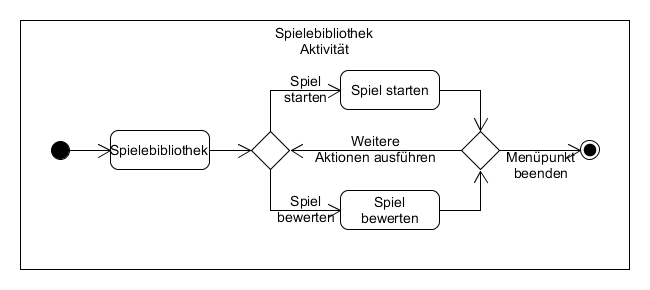 Spielebibliothek
Aktivität
Spiel
starten
Spiel starten
Spielebibliothek
Weitere
Aktionen ausführen
Menüpunkt
beenden
Spiel
bewerten
Spiel
bewerten